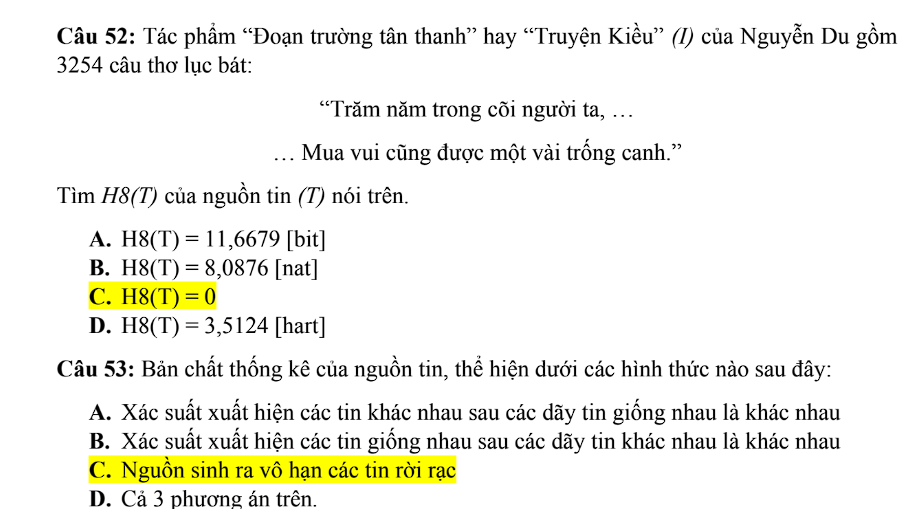 Câu 52: Tác phẩm “Đoạn trường tân thanh” hay “Truyện Kiều” (I) của Nguyễn Du gồm
3254 câu thơ lục bát:
“Trăm năm trong cõi người ta, …
… Mua vui cũng được một vài trống canh.”
Tìm H8(T) của nguồn tin (T) nói trên.
A. H8(T) = 11,6679 [bit]
B. H8(T) = 8,0876 [nat]
C. H8(T) = 0
D. H8(T) = 3,5124 [hart]
Câu 53: Bản chất thống kê của nguồn tin, thể hiện dưới các hình thức nào sau đây:
A. Xác suất xuất hiện các tin khác nhau sau các dãy tin giống nhau là khác nhau
B. Xác suất xuất hiện các tin giống nhau sau các dãy tin khác nhau là khác nhau
C. Nguồn sinh ra vô hạn các tin rời rạc
D. Cả 3 phương án trên.